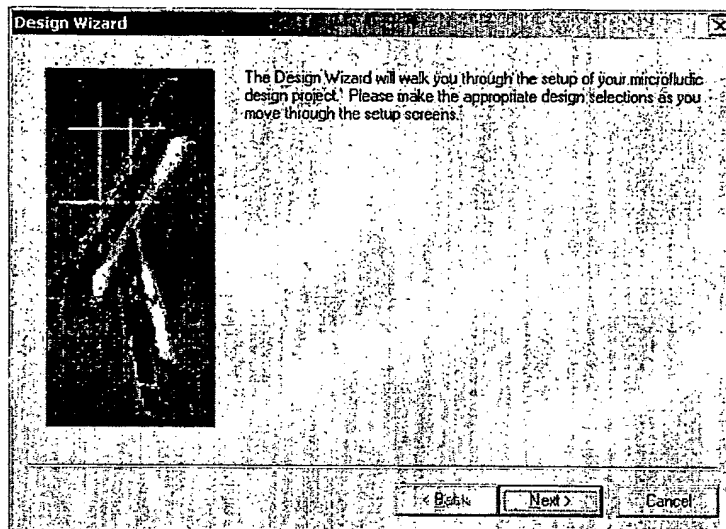 Design Wizard
The Design Wizard will walk you through the setup of your mircofludic
design project. Please make the appropriate design selections as you
move through the setup screens.
< Back
Next >
Cancel